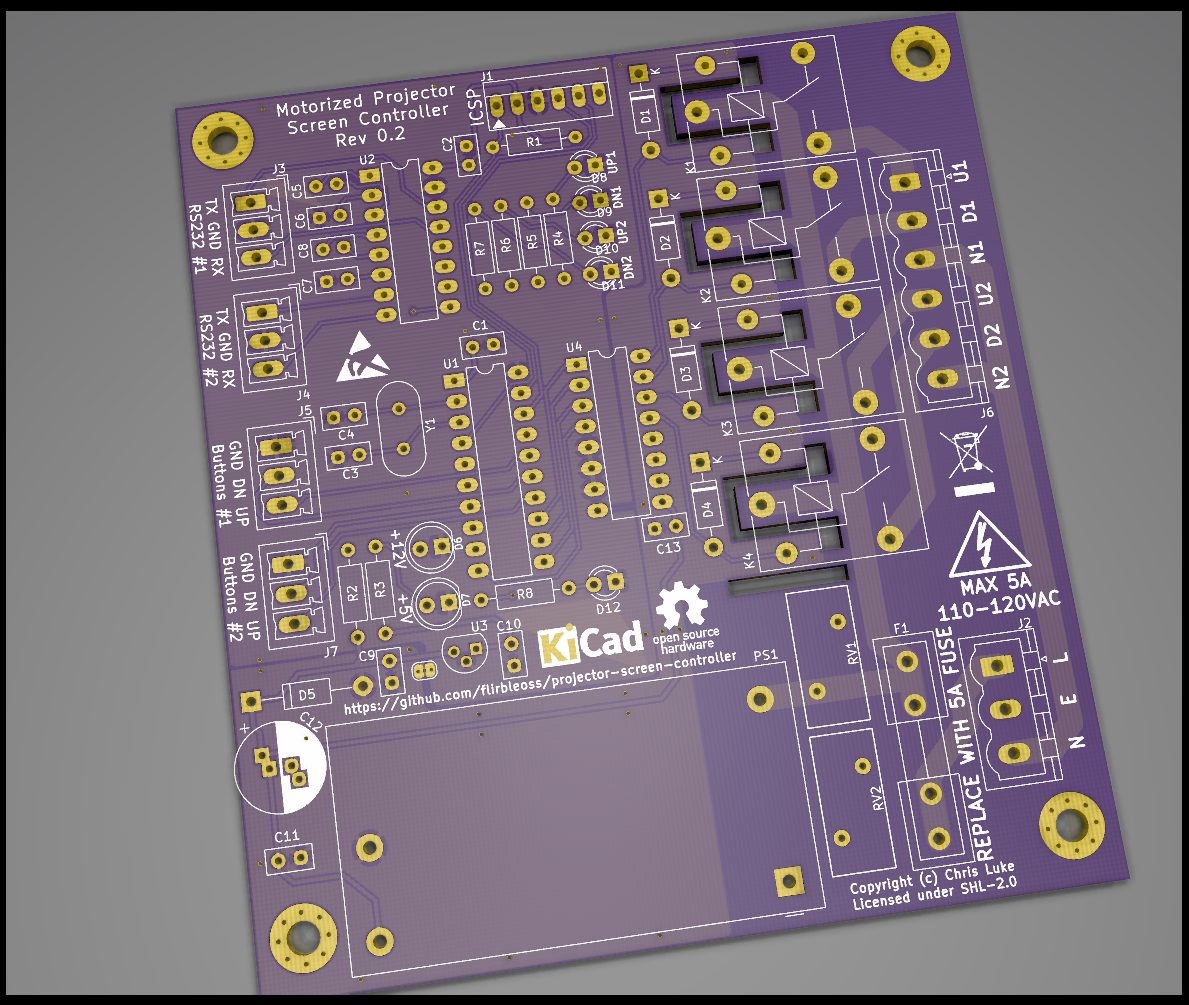 Motorized Projector
Screen Controller
Rev 0.2
J1
ICSP
C2
R1
U2
J3
TX GND RX
RS232 #1
C5
C6
C8
C7
D8
UP1
D9
DN1
D10
UP2
D11
DN2
R7
R6
R5
R4
K
D1
K1
K
D2
K2
K
D3
K3
K
D4
K4
U1
D1
N1
U2
D2
N2
J6
TX GND RX
RS232 #2
J4
C1
U1
U4
Y1
J5
GND DN UP
Buttons #1
C4
C3
C13
GND DN UP
Buttons #2
J7
+12V
D6
+5V
D7
R2
R3
R8
D12
U3
C10
C9
KiCad
open source
hardware
https://github.com/flirbleoss/projector-screen-controller
D5
+
C12
C11
PS1
RV1
RV2
F1
MAX 5A
110-120VAC
J2
L
E
N
REPLACE WITH 5A FUSE
Copyright (c) Chris Luke
Licensed under SHL-2.0